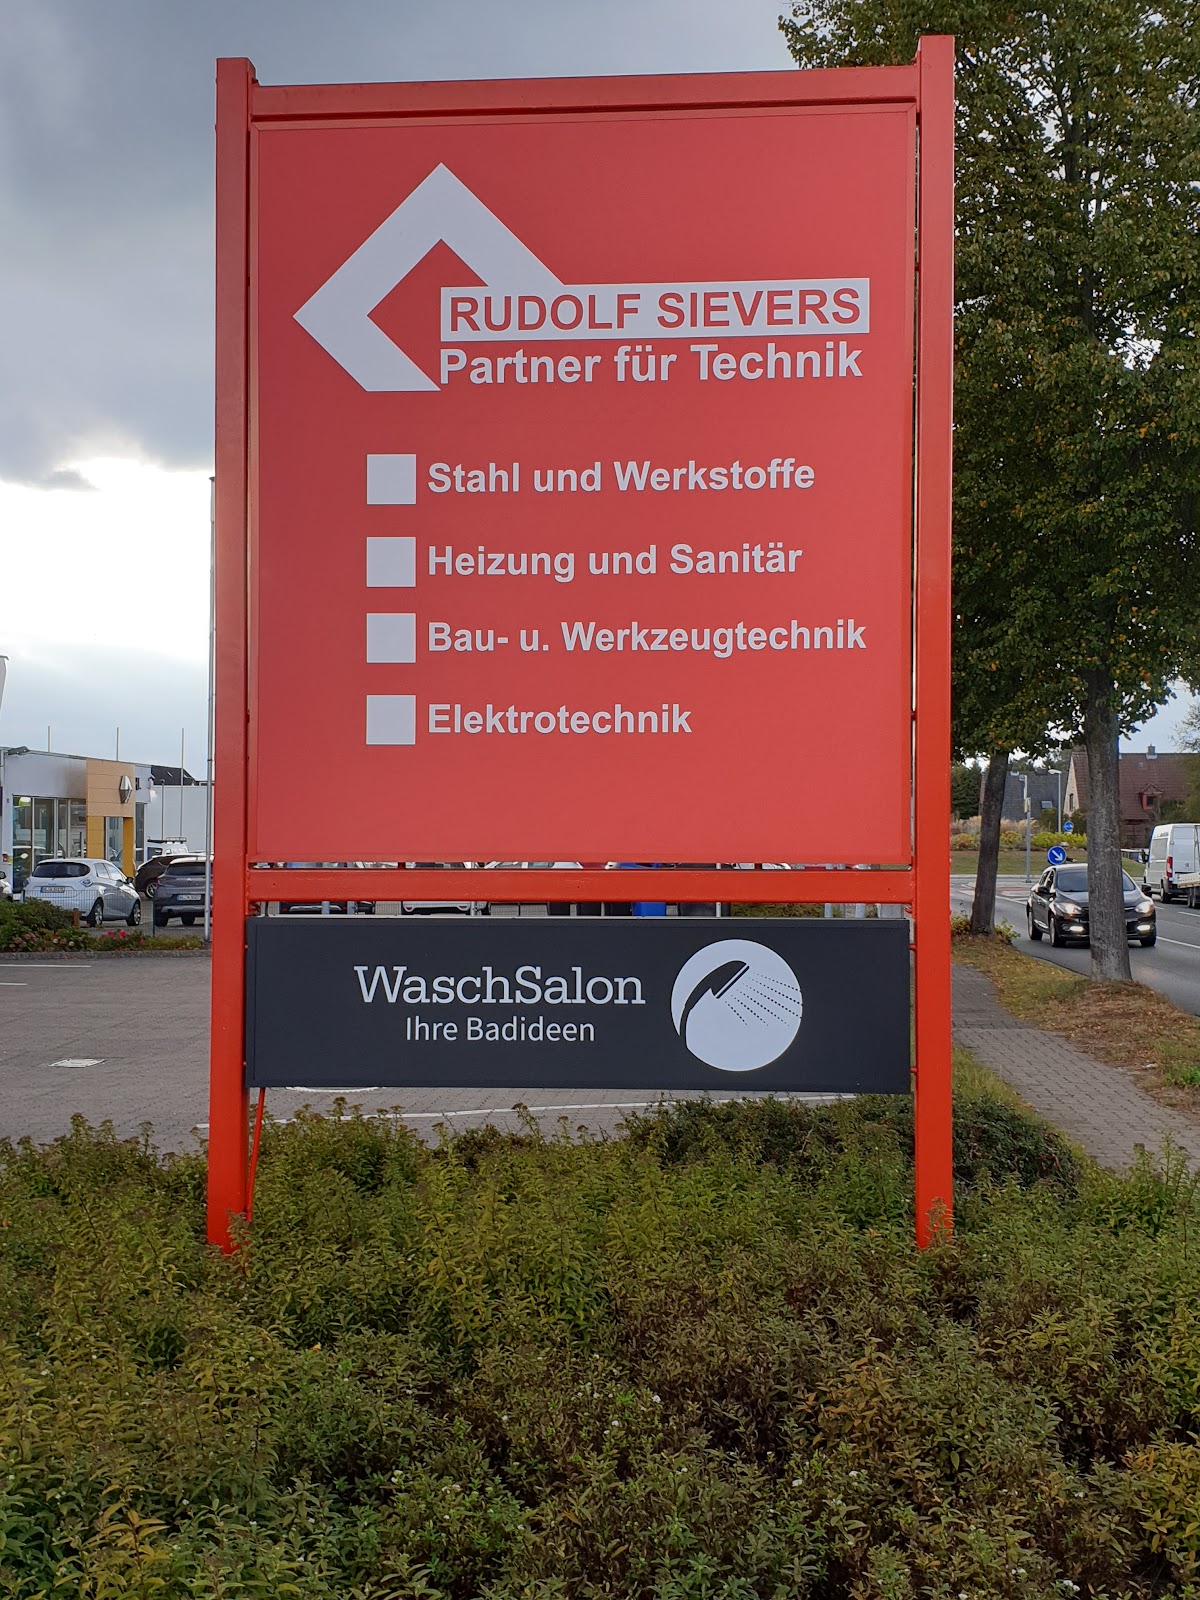 RUDOLF SIEVERS
Partner für Technik
Stahl und Werkstoffe
Heizung und Sanitär
Bau- u. Werkzeugtechnik
Elektrotechnik
WaschSalon
Ihre Badideen